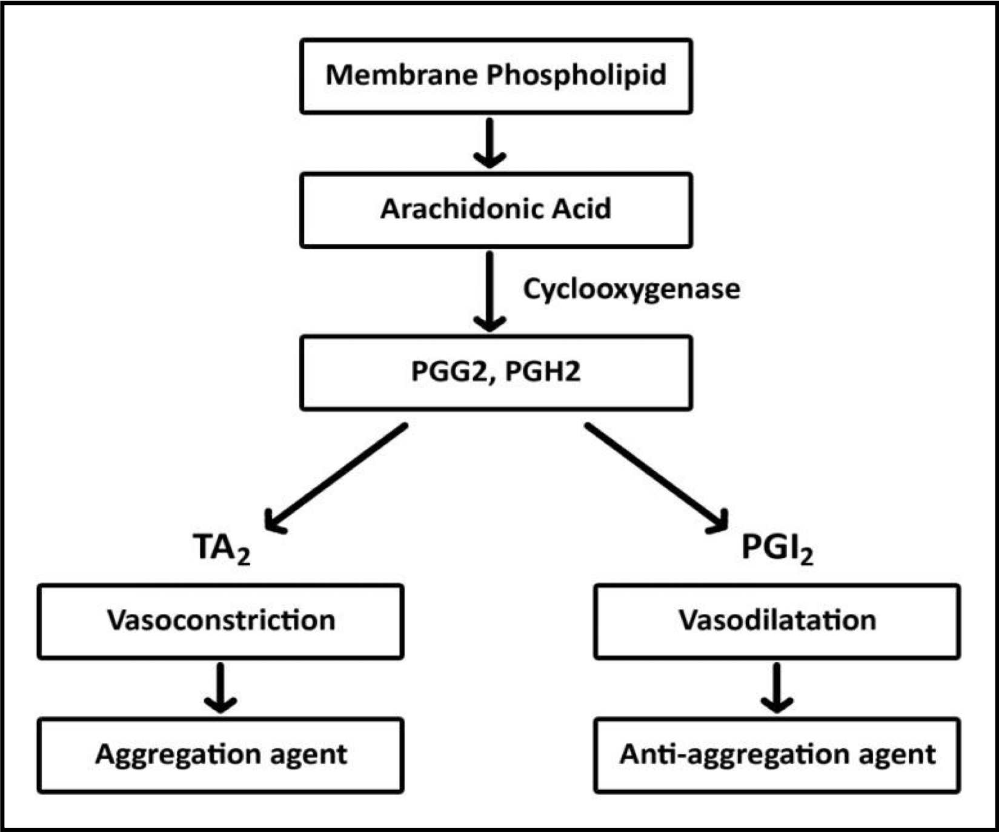 Membrane Phospholipid
Arachidonic Acid
Cyclooxygenase
PGG2, PGH2
TA₂
PGI₂
Vasoconstriction
Vasodilatation
Aggregation agent
Anti-aggregation agent